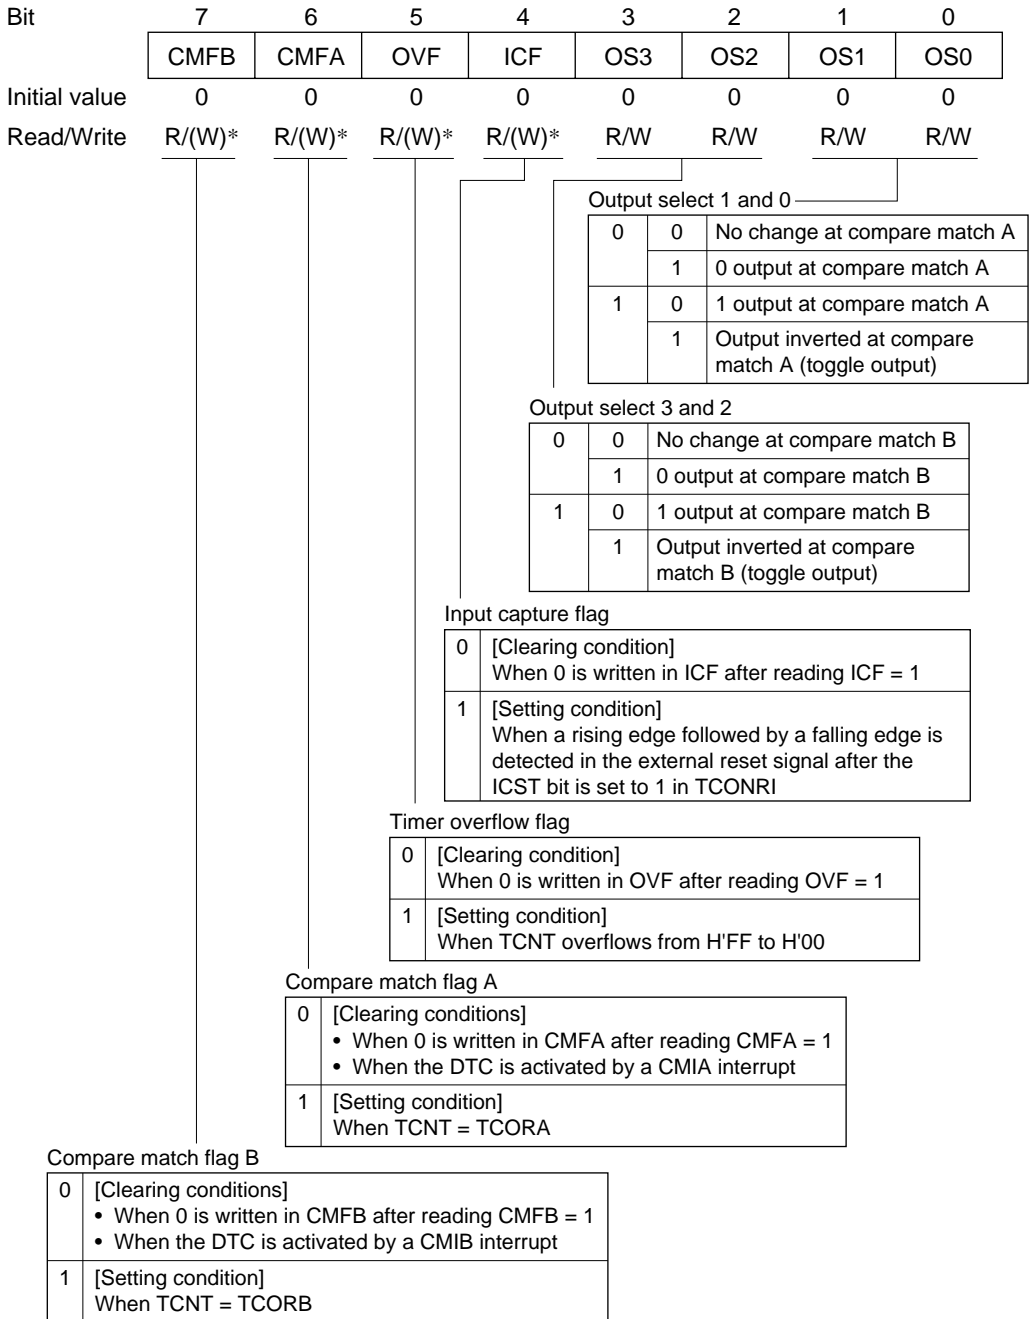 Bit 7 6 5 4 3 2 1 0
CMFB CMFA OVF ICF OS3 OS2 OS1 OS0
Initial value 0 0 0 0 0 0 0 0
Read/Write R/(W)* R/(W)* R/(W)* R/(W)* R/W R/W R/W R/W
Output select 1 and 0
0 0 No change at compare match A
1 0 output at compare match A
1 0 1 output at compare match A
1 Output inverted at compare
match A (toggle output)
Output select 3 and 2
0 0 No change at compare match B
1 0 output at compare match B
1 0 1 output at compare match B
1 Output inverted at compare
match B (toggle output)
Input capture flag
0 [Clearing condition]
When 0 is written in ICF after reading ICF = 1
1 [Setting condition]
When a rising edge followed by a falling edge is
detected in the external reset signal after the
ICST bit is set to 1 in TCONRI
Timer overflow flag
0 [Clearing condition]
When 0 is written in OVF after reading OVF = 1
1 [Setting condition]
When TCNT overflows from H'FF to H'00
Compare match flag A
0 [Clearing conditions]
• When 0 is written in CMFA after reading CMFA = 1
• When the DTC is activated by a CMIA interrupt
1 [Setting condition]
When TCNT = TCORA
Compare match flag B
0 [Clearing conditions]
• When 0 is written in CMFB after reading CMFB = 1
• When the DTC is activated by a CMIB interrupt
1 [Setting condition]
When TCNT = TCORB